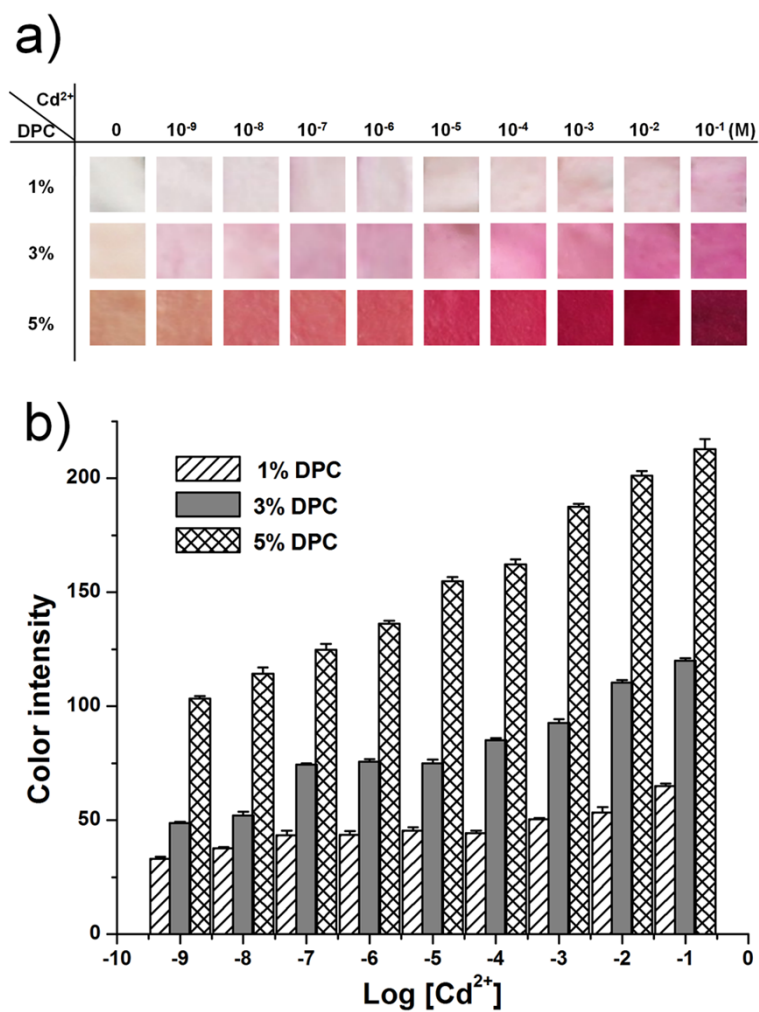 a)
Cd²⁺
DPC 0 10⁻⁹ 10⁻⁸ 10⁻⁷ 10⁻⁶ 10⁻⁵ 10⁻⁴ 10⁻³ 10⁻² 10⁻¹ (M)
1%
3%
5%
b)
1% DPC
3% DPC
5% DPC
200
150
100
50
0
Color intensity
-10 -9 -8 -7 -6 -5 -4 -3 -2 -1 0
Log [Cd²⁺]